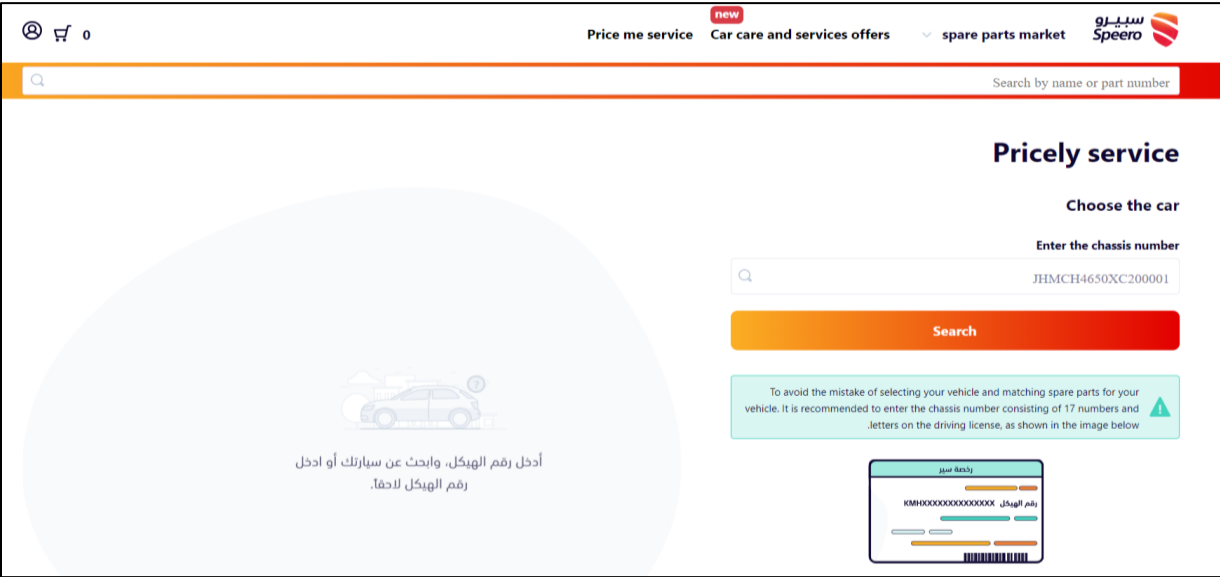 0
Price me service
new
Car care and services offers
spare parts market
سبيرو
Speero
Search by name or part number
Pricely service
Choose the car
Enter the chassis number
JHMCH4650XC200001
Search
To avoid the mistake of selecting your vehicle and matching spare parts for your
vehicle. It is recommended to enter the chassis number consisting of 17 numbers and
.letters on the driving license, as shown in the image below
رخصة سير
رقم الهيكل KMHXXXXXXXXXXXXXX
?
أدخل رقم الهيكل، وابحث عن سيارتك أو ادخل
رقم الهيكل لاحقاً.